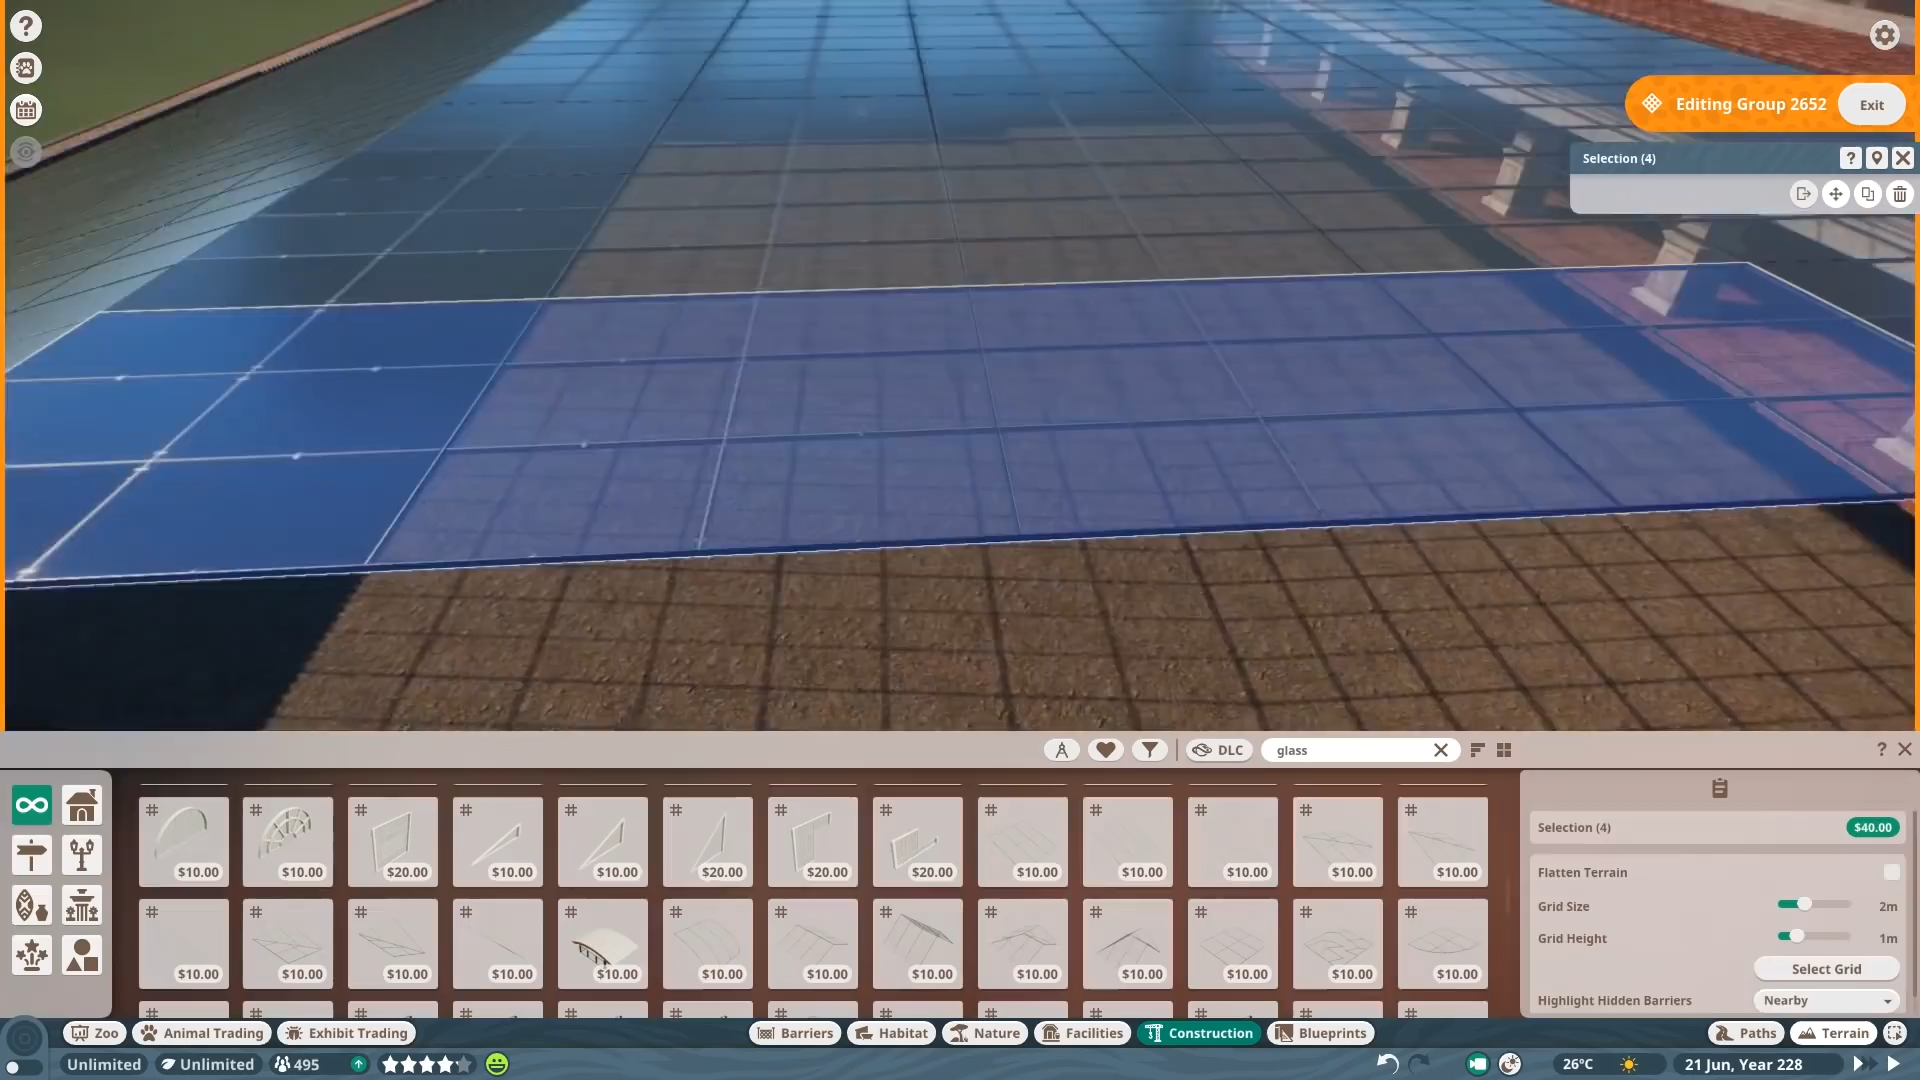 Editing Group 2652
Exit
Selection (4)
DLC
glass
$10.00 $10.00 $20.00 $10.00 $10.00 $20.00 $20.00 $20.00 $10.00 $10.00 $10.00 $10.00 $10.00
$10.00 $10.00 $10.00 $10.00 $10.00 $10.00 $10.00 $10.00 $10.00 $10.00 $10.00 $10.00 $10.00
Selection (4) $40.00
Flatten Terrain
Grid Size 2m
Grid Height 1m
Select Grid
Highlight Hidden Barriers Nearby
Zoo Animal Trading Exhibit Trading Barriers Habitat Nature Facilities Construction Blueprints Paths Terrain
Unlimited Unlimited 495 26°C 21 Jun, Year 228